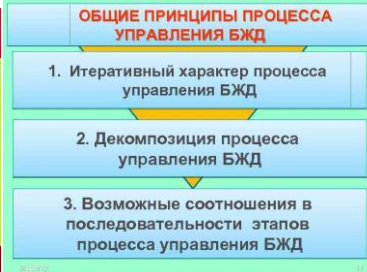 ОБЩИЕ ПРИНЦИПЫ ПРОЦЕССА
УПРАВЛЕНИЯ БЖД
1. Итеративный характер процесса
управления БЖД
2. Декомпозиция процесса
управления БЖД
3. Возможные соотношения в
последовательности этапов
процесса управления БЖД